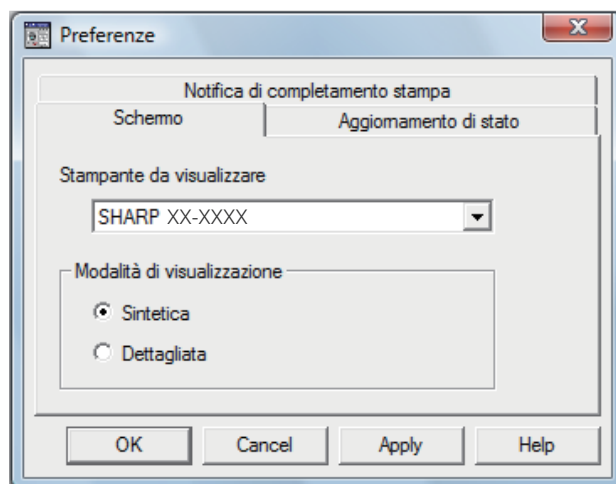 Preferenze
Notifica di completamento stampa
Schermo Aggiornamento di stato
Stampante da visualizzare
SHARP XX-XXXX
Modalità di visualizzazione
Sintetica
Dettagliata
OK Cancel Apply Help